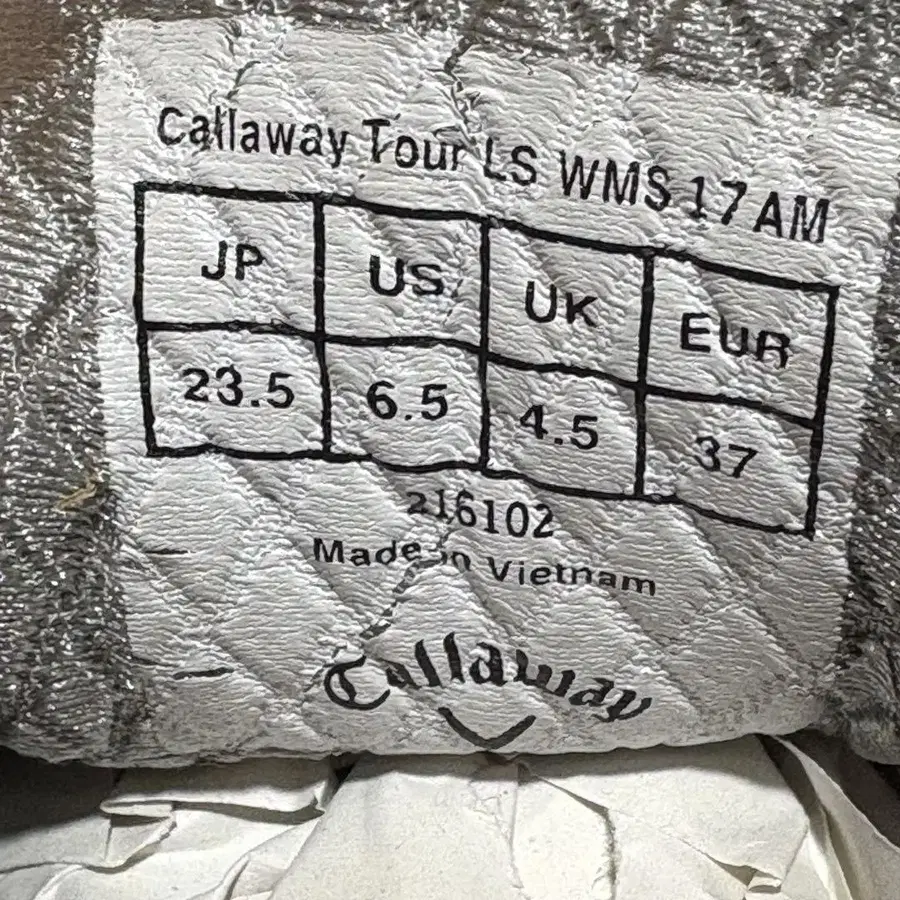 Callaway Tour LS WMS 17 AM
JP US UK EUR
23.5 6.5 4.5 37
216102
Made in Vietnam
Callaway